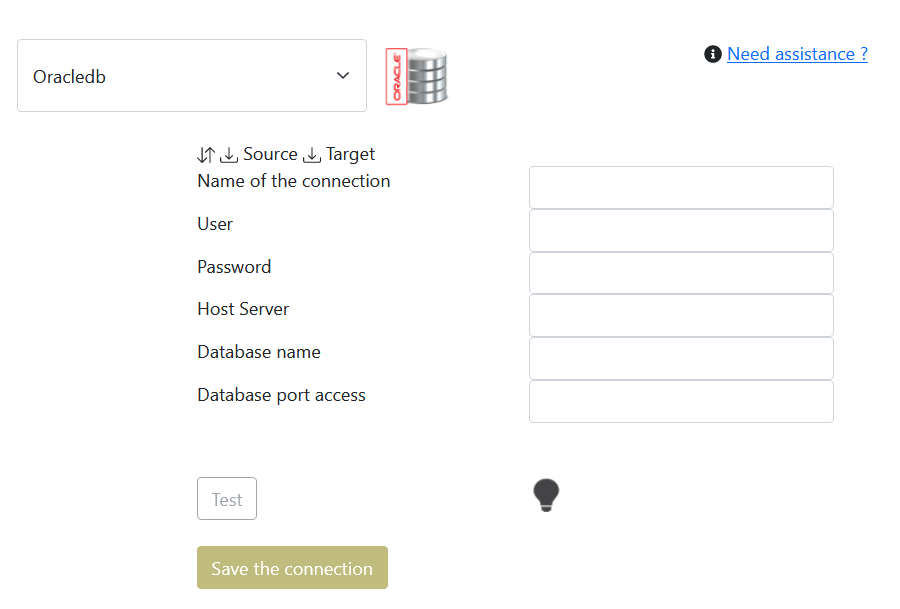 Oracledb
ORACLE
Need assistance ?
Source Target
Name of the connection
User
Password
Host Server
Database name
Database port access
Test
Save the connection